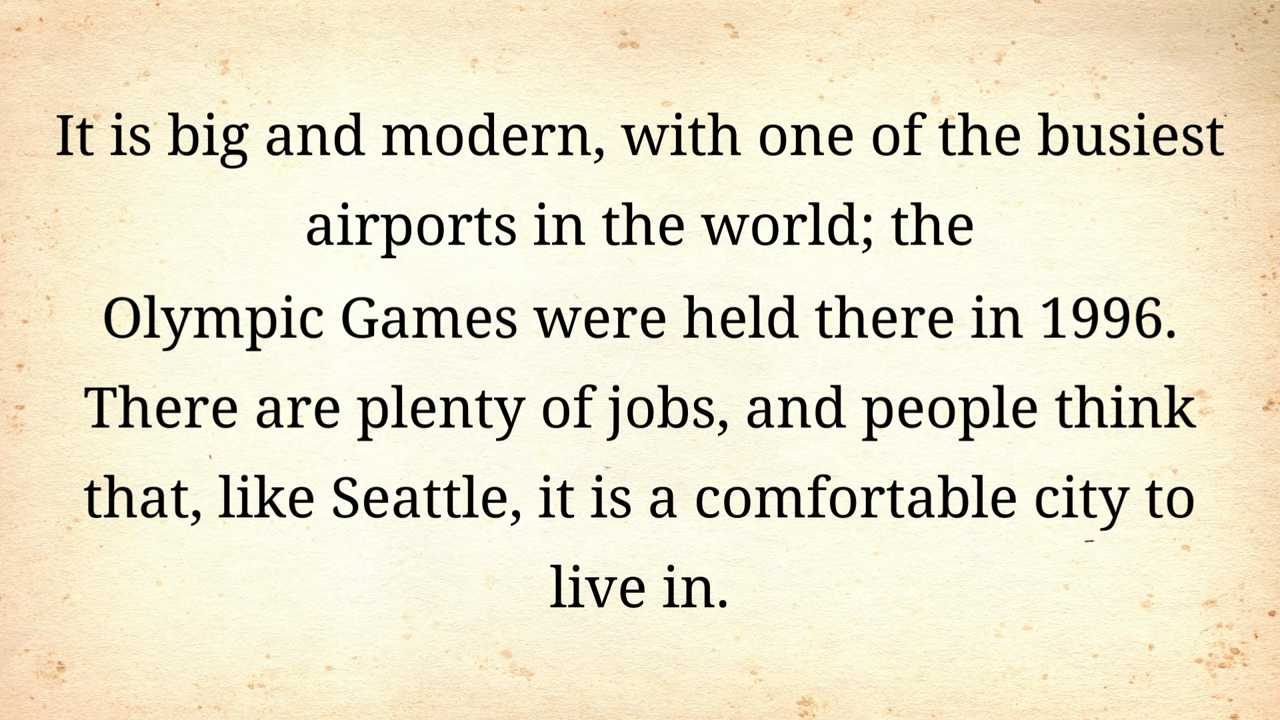 It is big and modern, with one of the busiest
airports in the world; the
Olympic Games were held there in 1996.
There are plenty of jobs, and people think
that, like Seattle, it is a comfortable city to
live in.